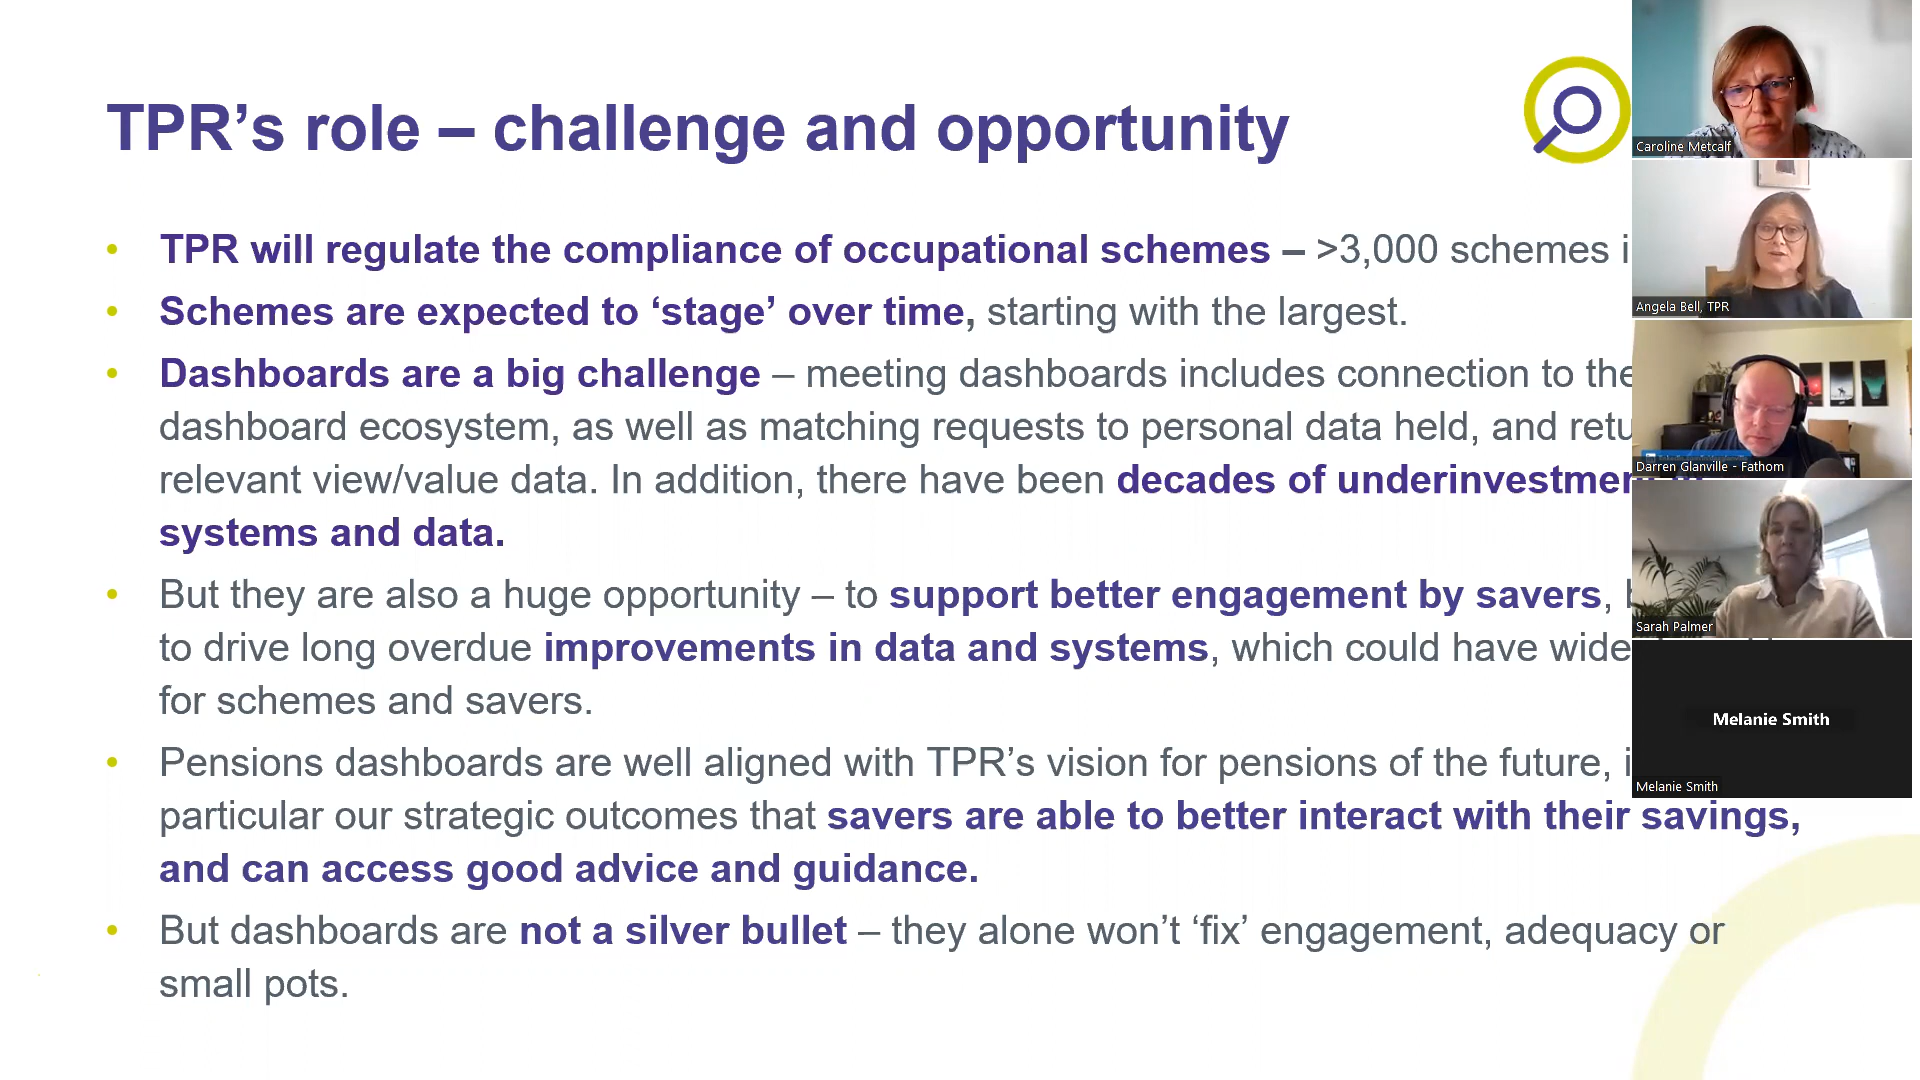 TPR’s role – challenge and opportunity
• TPR will regulate the compliance of occupational schemes – >3,000 schemes
• Schemes are expected to ‘stage’ over time, starting with the largest.
• Dashboards are a big challenge – meeting dashboards includes connection to the
dashboard ecosystem, as well as matching requests to personal data held, and
relevant view/value data. In addition, there have been decades of
systems and data.
• But they are also a huge opportunity – to support better engagement by savers,
to drive long overdue improvements in data and systems, which could have
for schemes and savers.
• Pensions dashboards are well aligned with TPR’s vision for pensions of the future,
particular our strategic outcomes that savers are able to better interact with their savings,
and can access good advice and guidance.
• But dashboards are not a silver bullet – they alone won’t ‘fix’ engagement, adequacy or
small pots.
Caroline Metcalf
Angela Bell, TPR
Darren Glanville - Fathom
Sarah Palmer
Melanie Smith
Melanie Smith